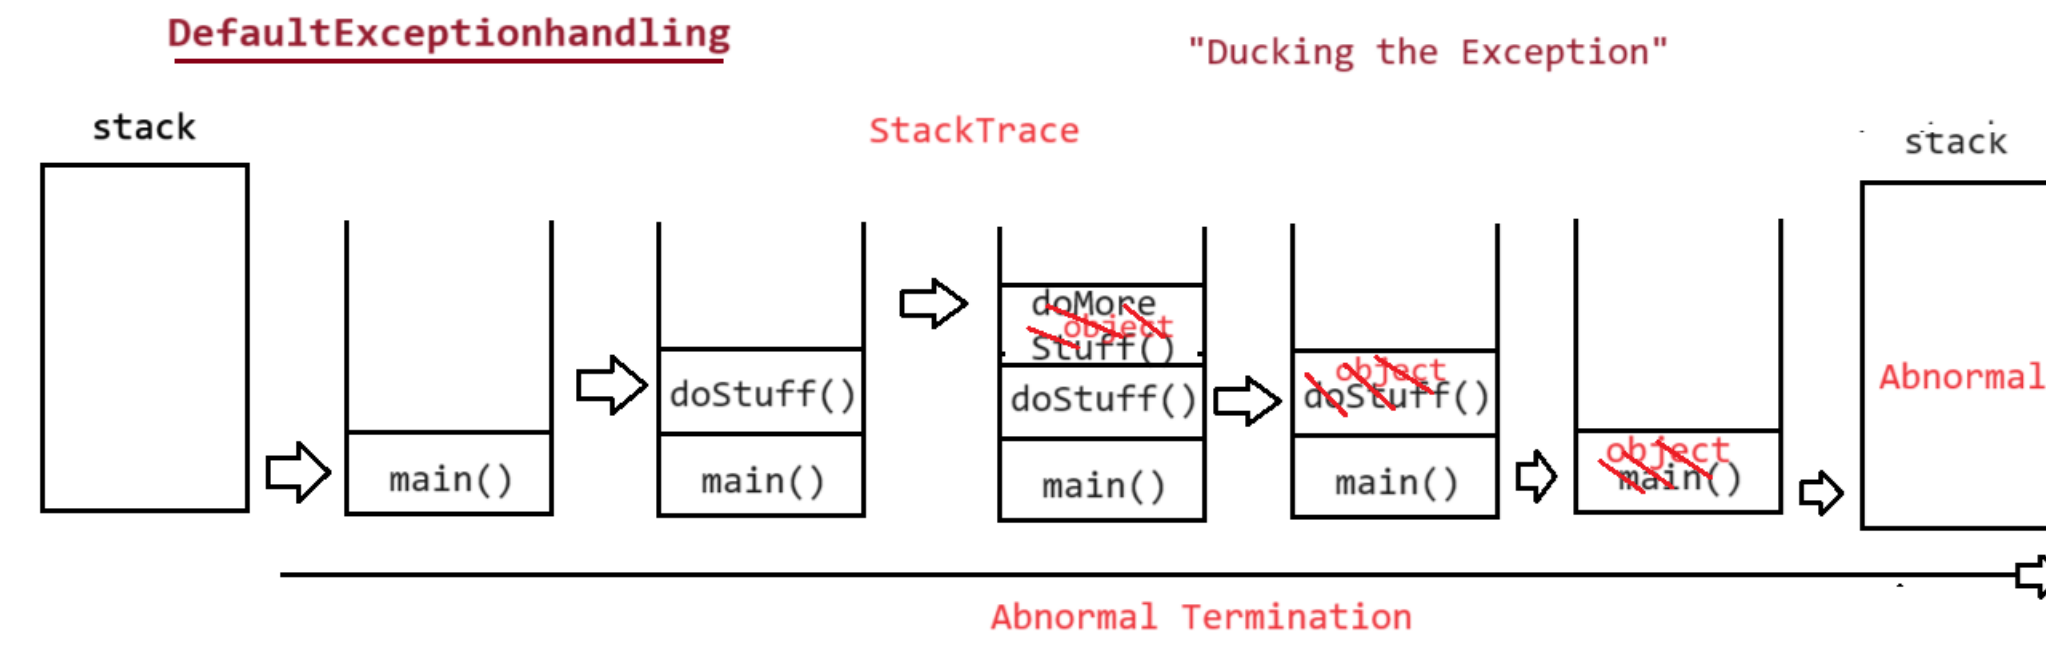 DefaultExceptionhandling
"Ducking the Exception"
StackTrace
stack
main()
doStuff()
main()
doMore
object
Stuff()
doStuff()
main()
object
doStuff()
main()
object
main()
stack
Abnormal
Abnormal Termination